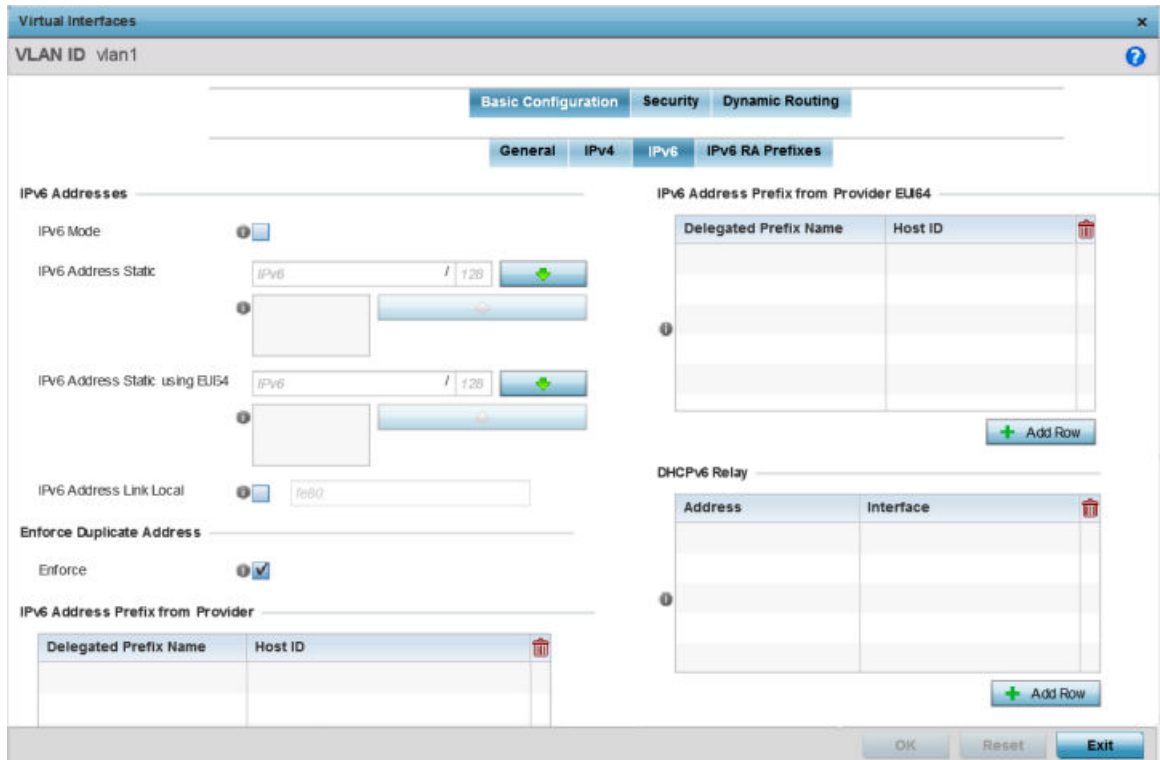 Virtual Interfaces
×
VLAN ID vlan1
?
Basic Configuration Security Dynamic Routing
General IPv4 IPv6 IPv6 RA Prefixes
IPv6 Addresses
IPv6 Mode
IPv6 Address Static
IPv6 / 128
IPv6 Address Static using EUI64
IPv6 / 128
IPv6 Address Link Local
fe80:
Enforce Duplicate Address
Enforce
IPv6 Address Prefix from Provider
Delegated Prefix Name Host ID
IPv6 Address Prefix from Provider EUI64
Delegated Prefix Name Host ID
Add Row
DHCPv6 Relay
Address Interface
Add Row
OK Reset Exit